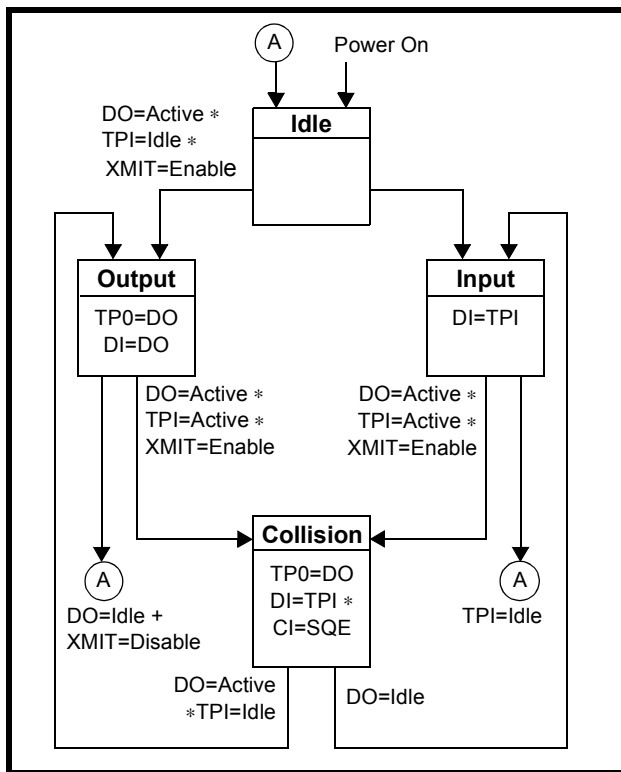 A
Power On
DO=Active *
TPI=Idle *
XMIT=Enable
Idle
Output
TP0=DO
DI=DO
Input
DI=TPI
DO=Active *
TPI=Active *
XMIT=Enable
DO=Active *
TPI=Active *
XMIT=Enable
Collision
TP0=DO
DI=TPI *
CI=SQE
A
DO=Idle +
XMIT=Disable
A
TPI=Idle
DO=Active
*TPI=Idle
DO=Idle